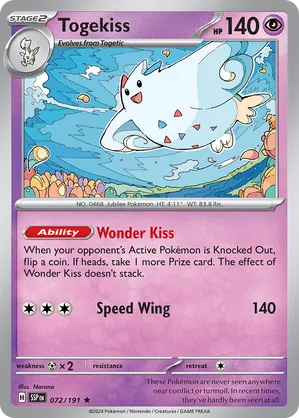 STAGE2 Togekiss HP 140
Evolves from Togetic
NO. 0468 Jubilee Pokémon HT: 4'11" WT: 83.8 lbs.
Ability Wonder Kiss
When your opponent's Active Pokémon is Knocked Out,
flip a coin. If heads, take 1 more Prize card. The effect of
Wonder Kiss doesn't stack.
Speed Wing 140
weakness ×2 resistance retreat
Illus. Narano
H SSP EN 072/191 ★
These Pokémon are never seen anywhere
near conflict or turmoil. In recent times,
they've hardly been seen at all.
©2024 Pokémon / Nintendo / Creatures / GAME FREAK